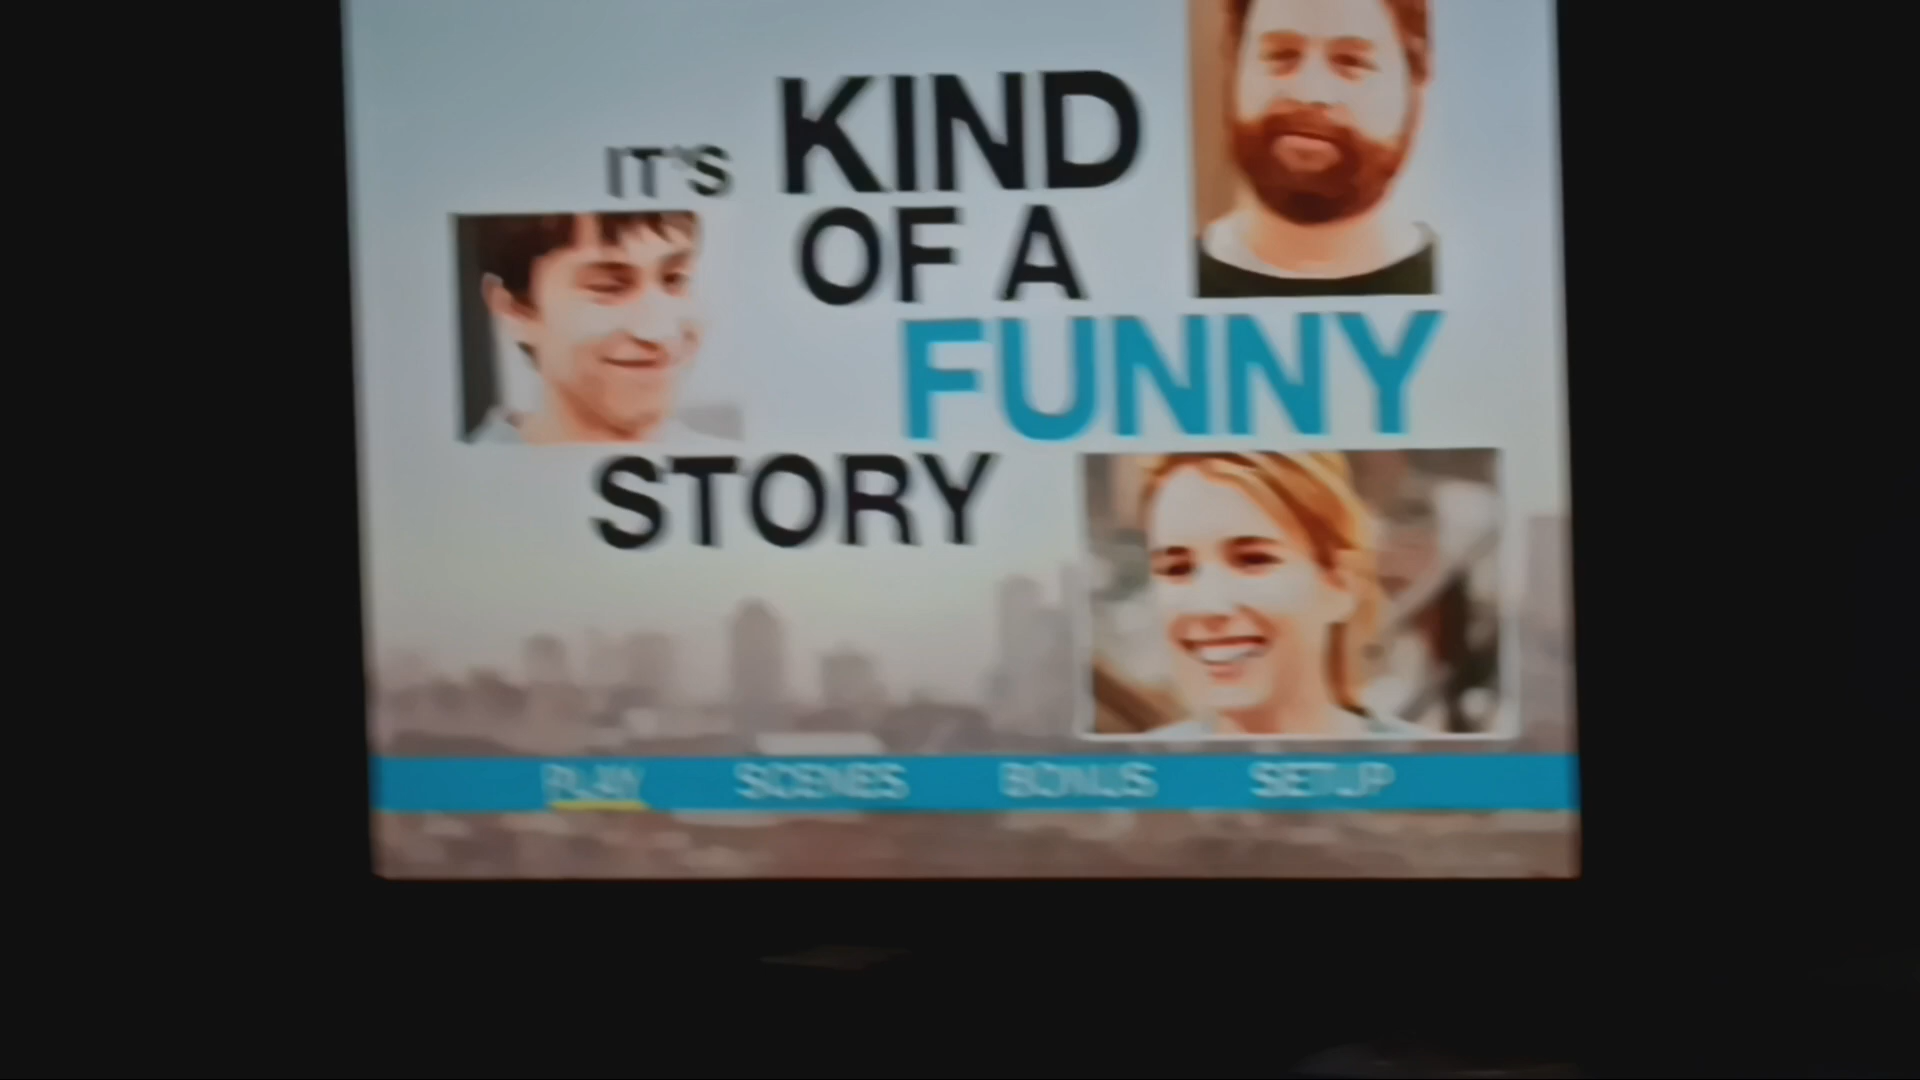 IT'S KIND
OF A
FUNNY
STORY
PLAY SCENES BONUS SETUP